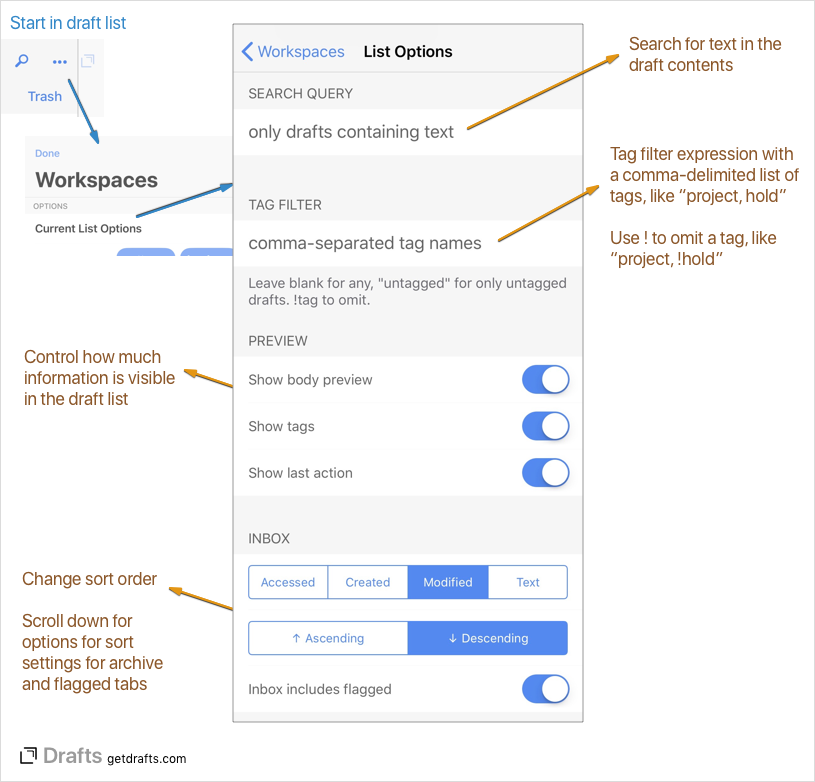 Start in draft list
Trash
Done
Workspaces
OPTIONS
Current List Options
Workspaces List Options
SEARCH QUERY
only drafts containing text
TAG FILTER
comma-separated tag names
Leave blank for any, "untagged" for only untagged
drafts. !tag to omit.
PREVIEW
Show body preview
Show tags
Show last action
INBOX
Accessed Created Modified Text
↑ Ascending ↓ Descending
Inbox includes flagged
Search for text in the
draft contents
Tag filter expression with
a comma-delimited list of
tags, like “project, hold”
Use ! to omit a tag, like
“project, !hold”
Control how much
information is visible
in the draft list
Change sort order
Scroll down for
options for sort
settings for archive
and flagged tabs
Drafts getdrafts.com